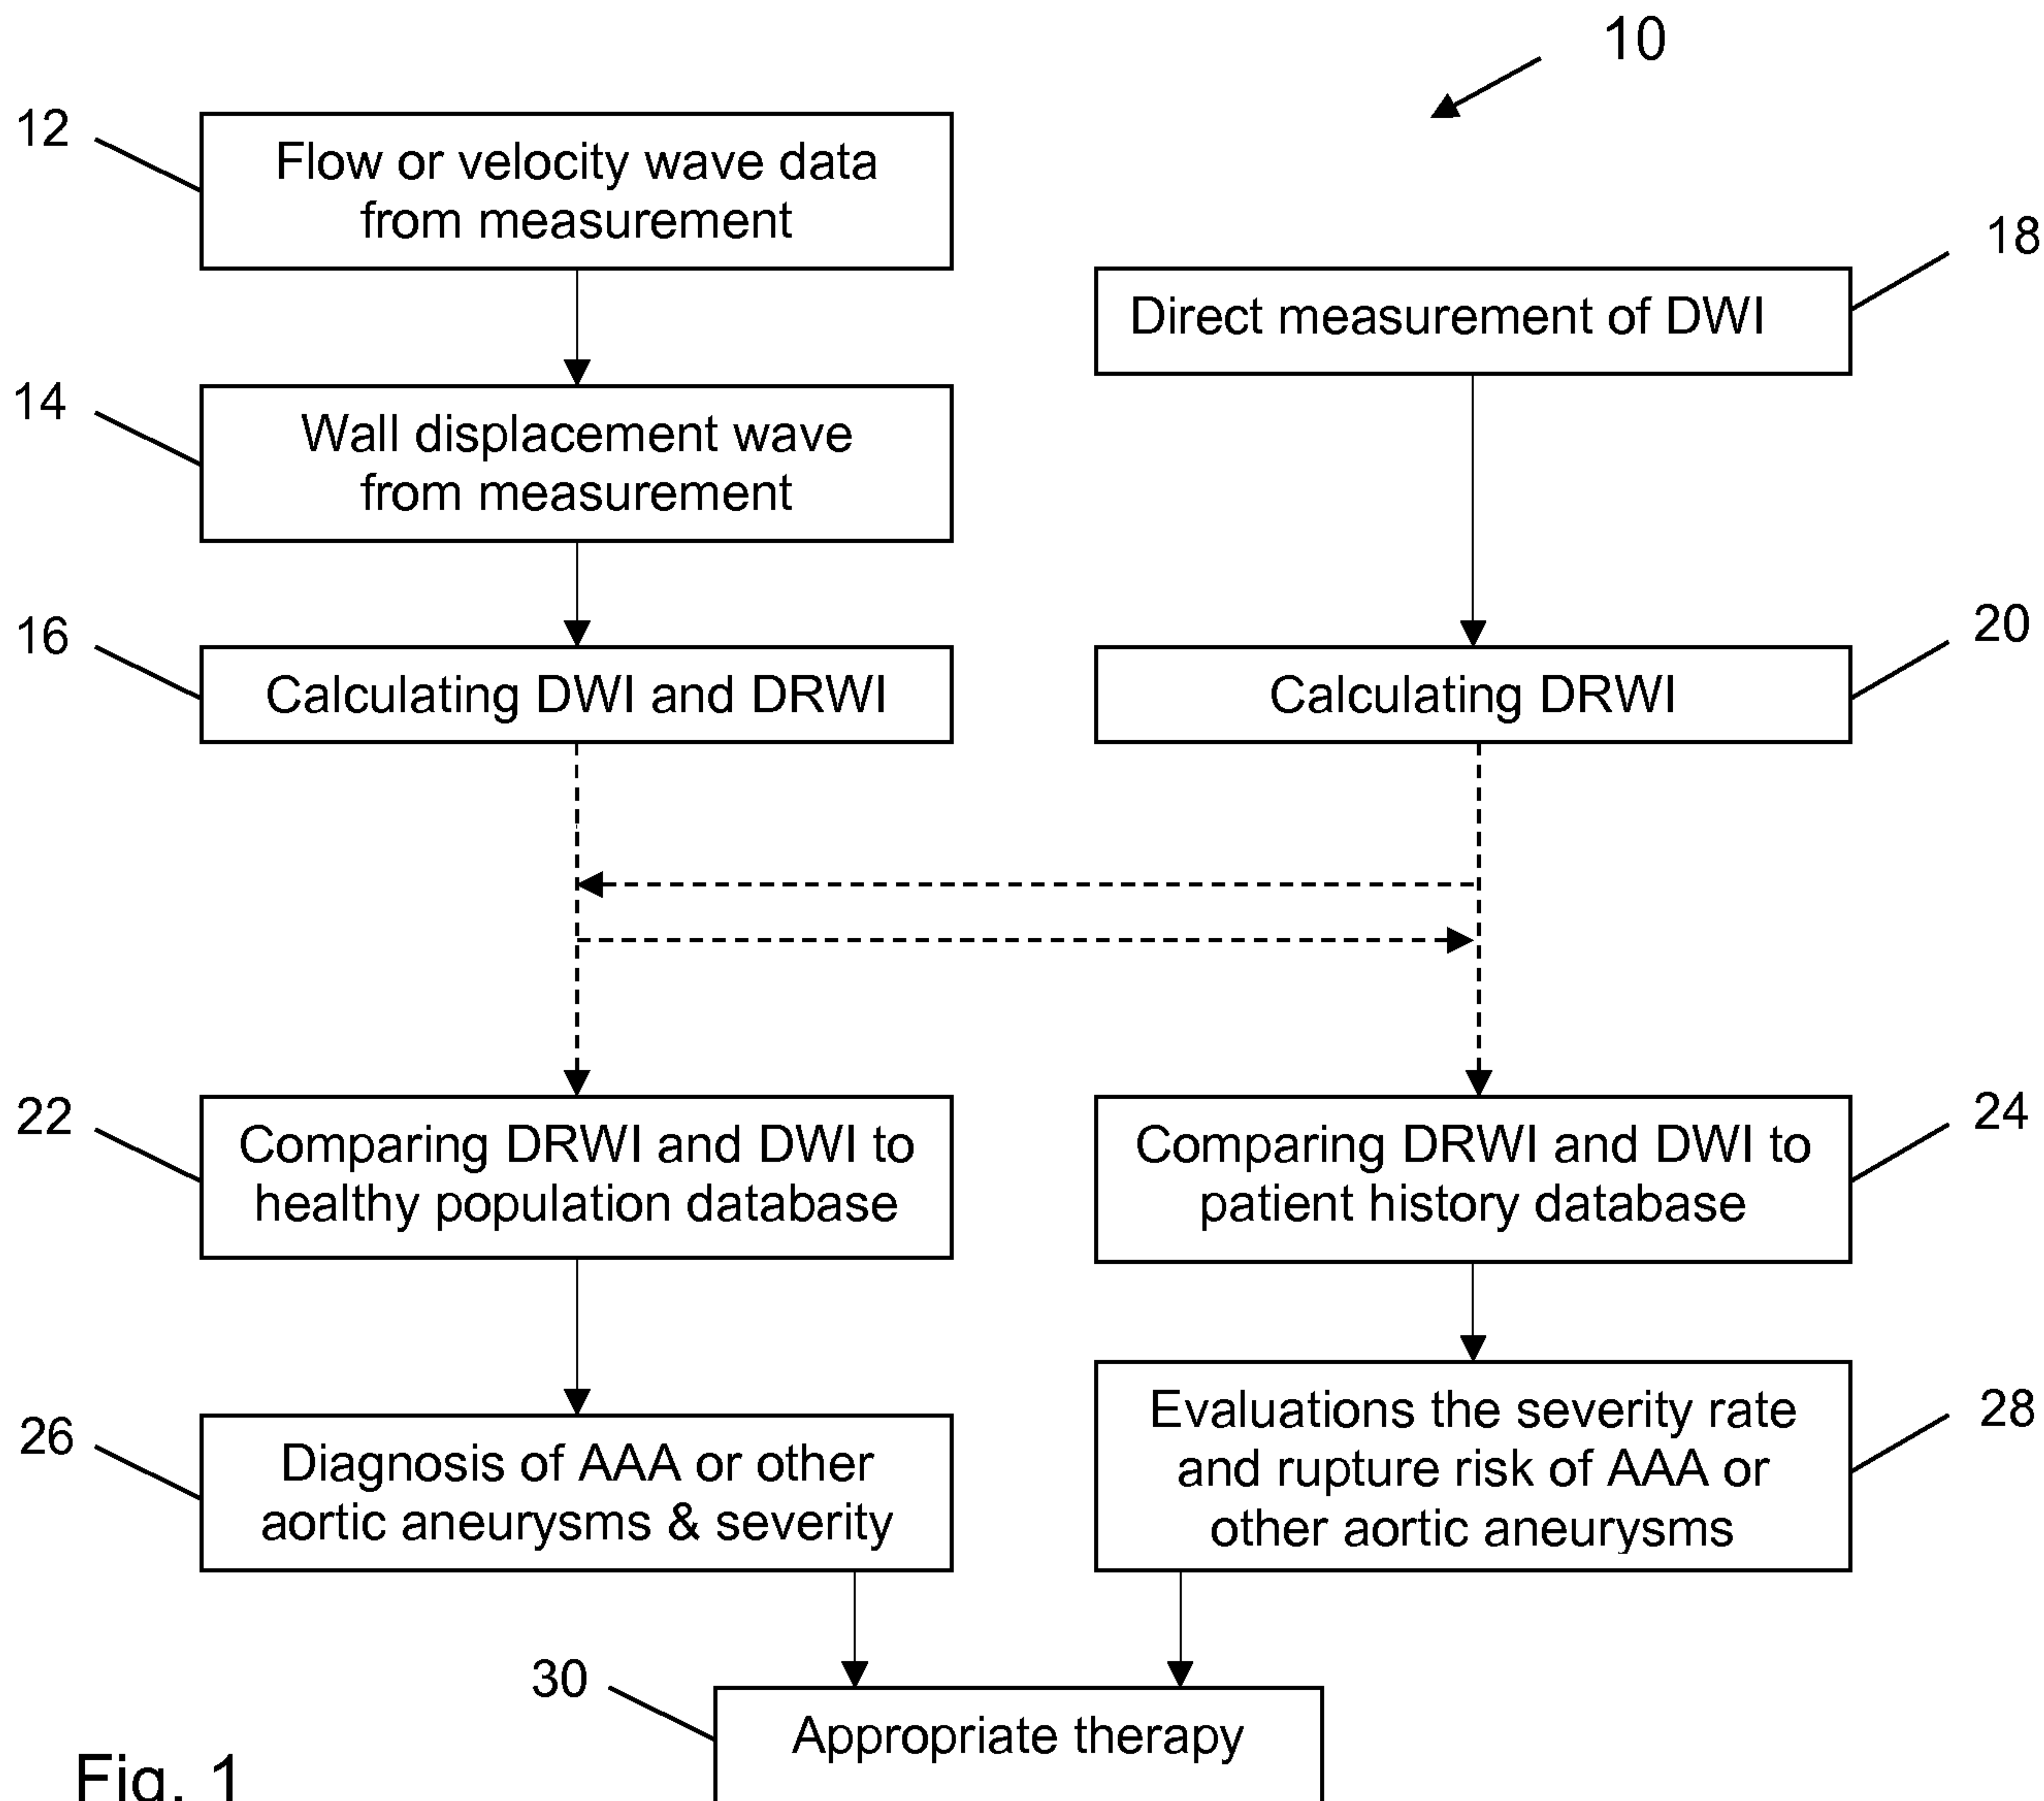 10
12
Flow or velocity wave data
from measurement
18
Direct measurement of DWI
14
Wall displacement wave
from measurement
16
Calculating DWI and DRWI
20
Calculating DRWI
22
Comparing DRWI and DWI to
healthy population database
24
Comparing DRWI and DWI to
patient history database
26
Diagnosis of AAA or other
aortic aneurysms & severity
28
Evaluations the severity rate
and rupture risk of AAA or
other aortic aneurysms
30
Appropriate therapy
Fig. 1